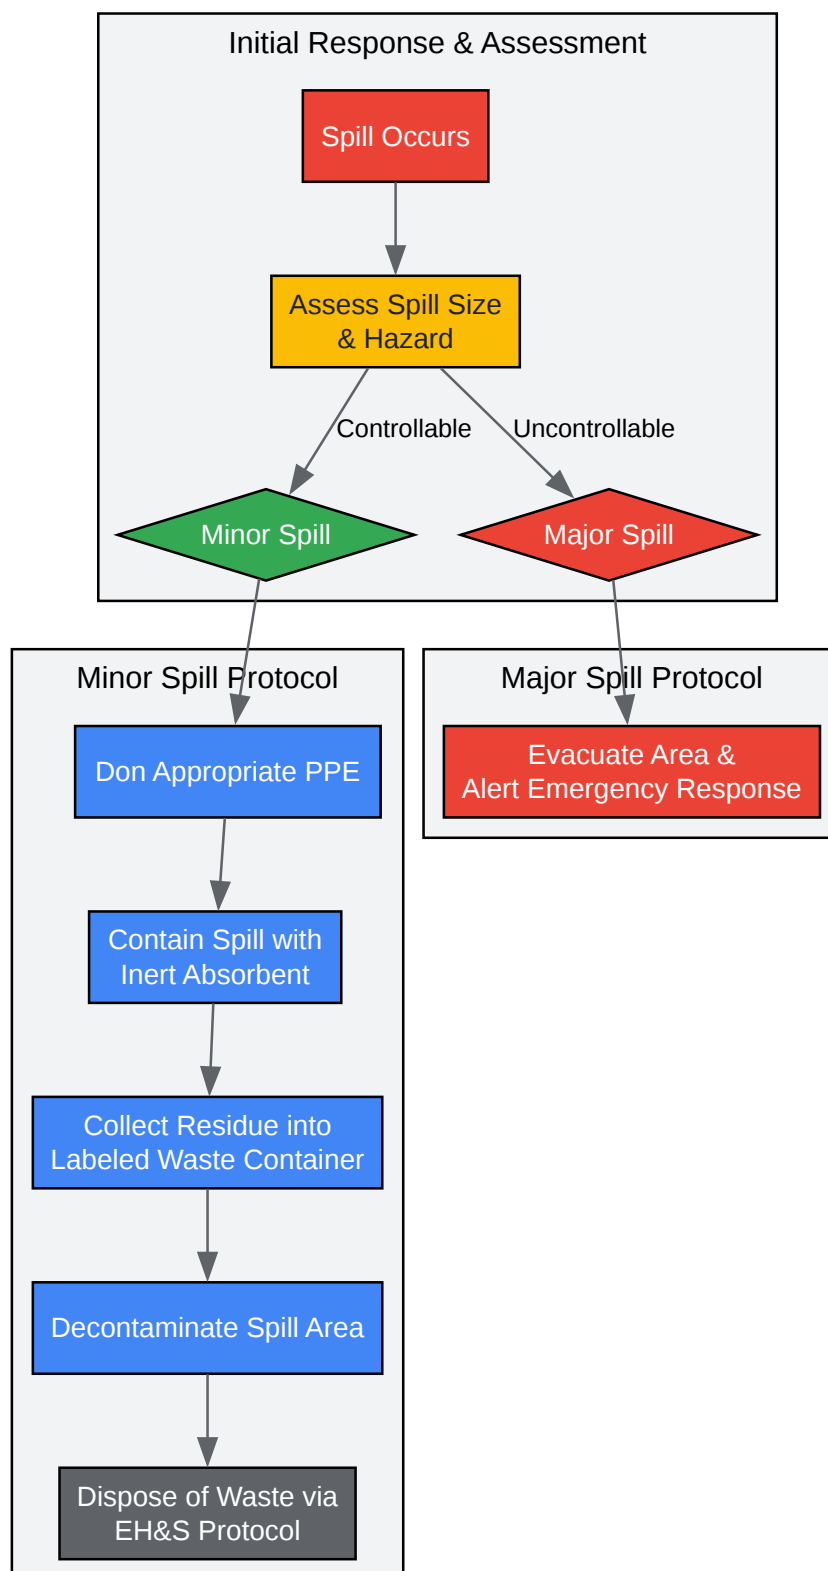 Initial Response & Assessment
Spill Occurs
Assess Spill Size
& Hazard
Controllable
Uncontrollable
Minor Spill
Major Spill
Minor Spill Protocol
Don Appropriate PPE
Contain Spill with
Inert Absorbent
Collect Residue into
Labeled Waste Container
Decontaminate Spill Area
Dispose of Waste via
EH&S Protocol
Major Spill Protocol
Evacuate Area &
Alert Emergency Response